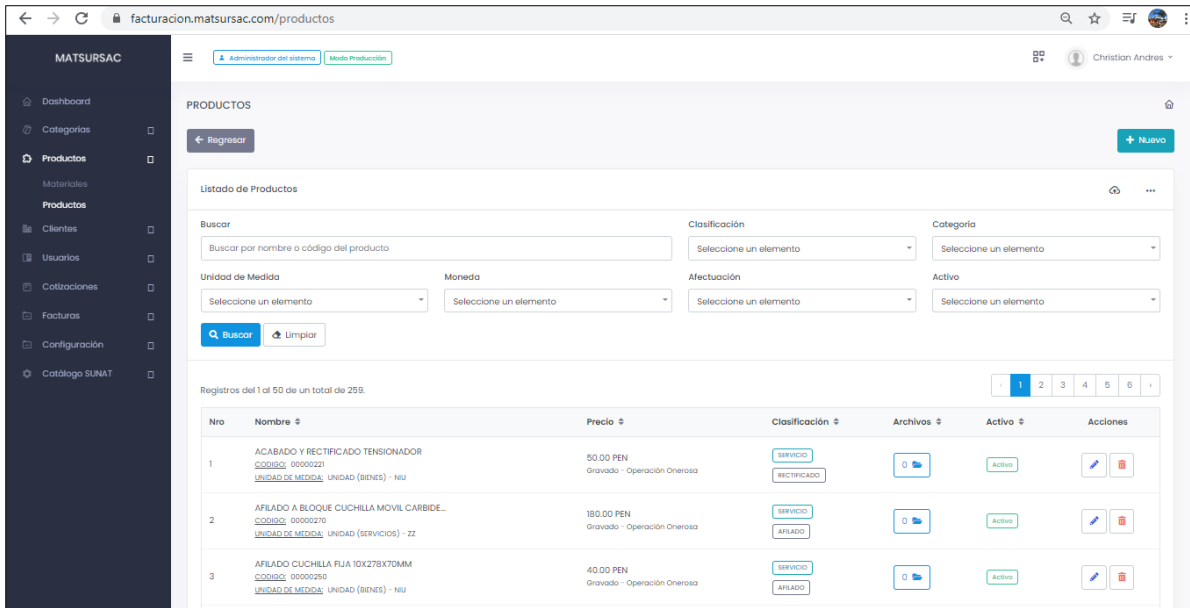 facturacion.matsursac.com/productos
MATSURSAC
Administrador del sistema
Modo Producción
Christian Andres
Dashboard
Categorias
Productos
Materiales
Productos
Clientes
Usuarios
Cotizaciones
Facturas
Configuración
Catálogo SUNAT
PRODUCTOS
Regresar
+ Nuevo
Listado de Productos
Buscar Clasificación Categoria
Buscar por nombre o código del producto Seleccione un elemento Seleccione un elemento
Unidad de Medida Moneda Afectuación Activo
Seleccione un elemento Seleccione un elemento Seleccione un elemento Seleccione un elemento
Buscar Limpiar
Registros del 1 al 50 de un total de 259. ‹ 1 2 3 4 5 6 ›
Nro Nombre Precio Clasificación Archivos Activo Acciones
1
ACABADO Y RECTIFICADO TENSIONADOR
CODIGO: 00000221
UNIDAD DE MEDIDA: UNIDAD (BIENES) - NIU
50.00 PEN
Gravado - Operación Onerosa
SERVICIO
RECTIFICADO
0
Activo
2
AFILADO A BLOQUE CUCHILLA MOVIL CARBIDE...
CODIGO: 00000270
UNIDAD DE MEDIDA: UNIDAD (SERVICIOS) - ZZ
180.00 PEN
Gravado - Operación Onerosa
SERVICIO
AFILADO
0
Activo
3
AFILADO CUCHILLA FIJA 10X278X70MM
CODIGO: 00000250
UNIDAD DE MEDIDA: UNIDAD (BIENES) - NIU
40.00 PEN
Gravado - Operación Onerosa
SERVICIO
AFILADO
0
Activo